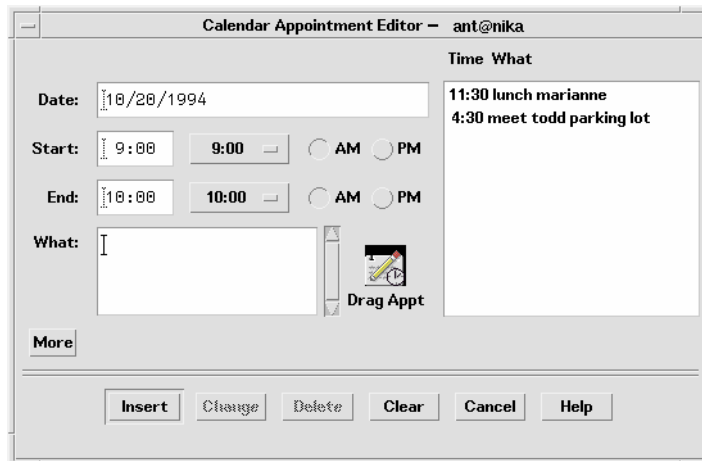 Calendar Appointment Editor – ant@nika
Time What
Date: 10/20/1994
11:30 lunch marianne
4:30 meet todd parking lot
Start: 9:00 9:00 AM PM
End: 10:00 10:00 AM PM
What:
Drag Appt
More
Insert Change Delete Clear Cancel Help